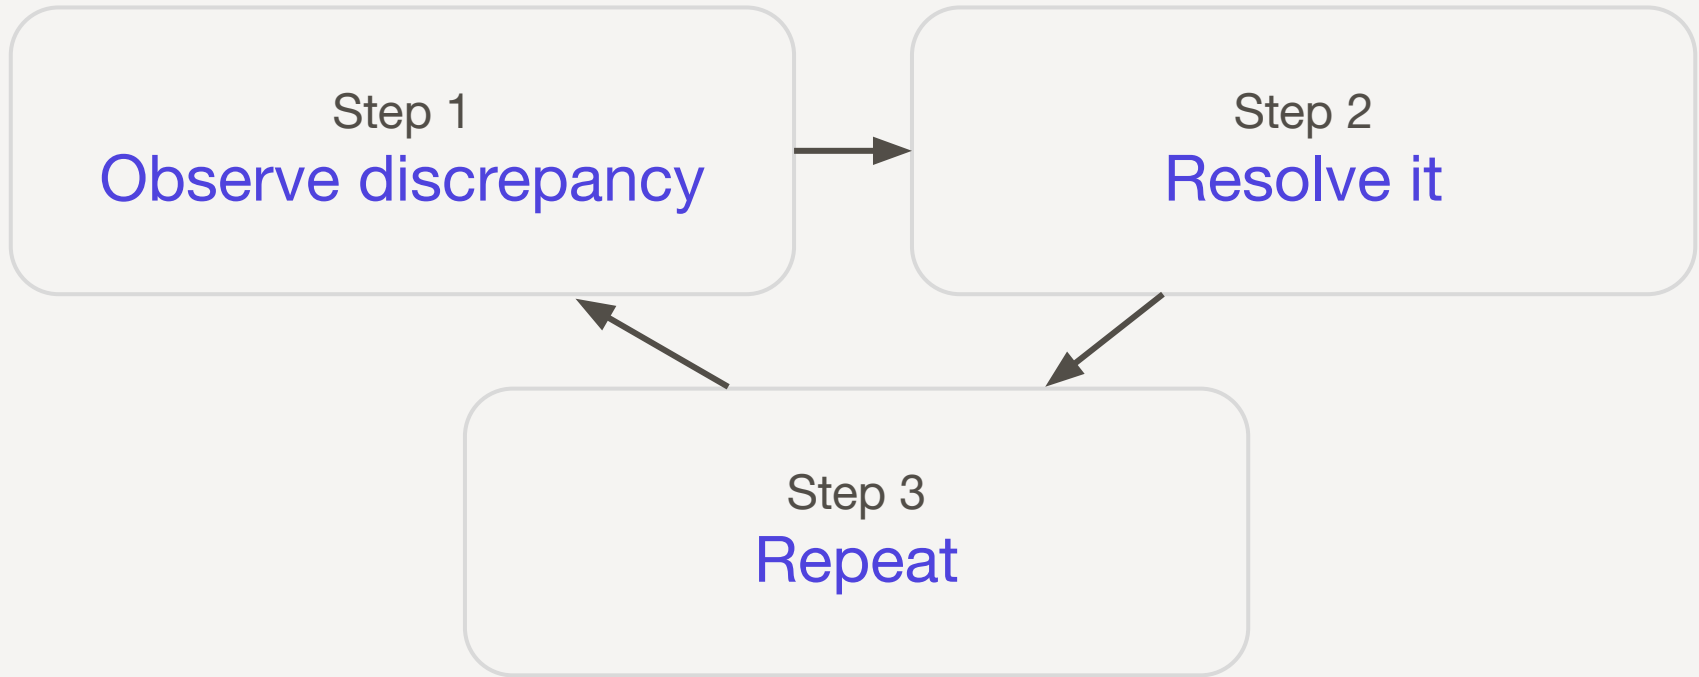 Step 1
Observe discrepancy
Step 2
Resolve it
Step 3
Repeat